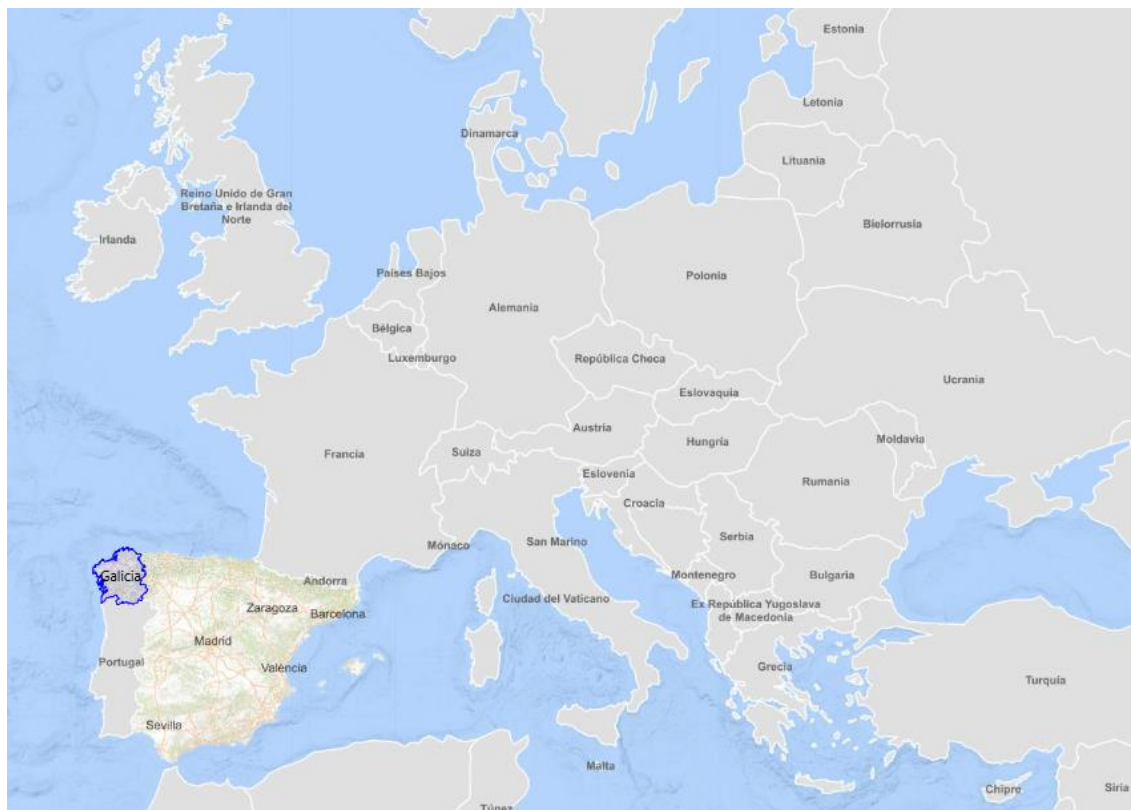 Estonia
Letonia
Dinamarca
Lituania
Reino Unido de Gran
Bretaña e Irlanda del
Norte
Bielorrusia
Irlanda
Países Bajos
Polonia
Alemania
Bélgica
Luxemburgo
República Checa
Ucrania
Eslovaquia
Austria
Moldavia
Hungría
Francia
Suiza
Eslovenia
Rumania
Croacia
Serbia
San Marino
Mónaco
Galicia
Andorra
Montenegro
Bulgaria
Ciudad del Vaticano
Zaragoza
Barcelona
Ex República Yugoslava
de Macedonia
Madrid
Portugal
València
Grecia
Turquía
Sevilla
Malta
Chipre
Siria
Túnez